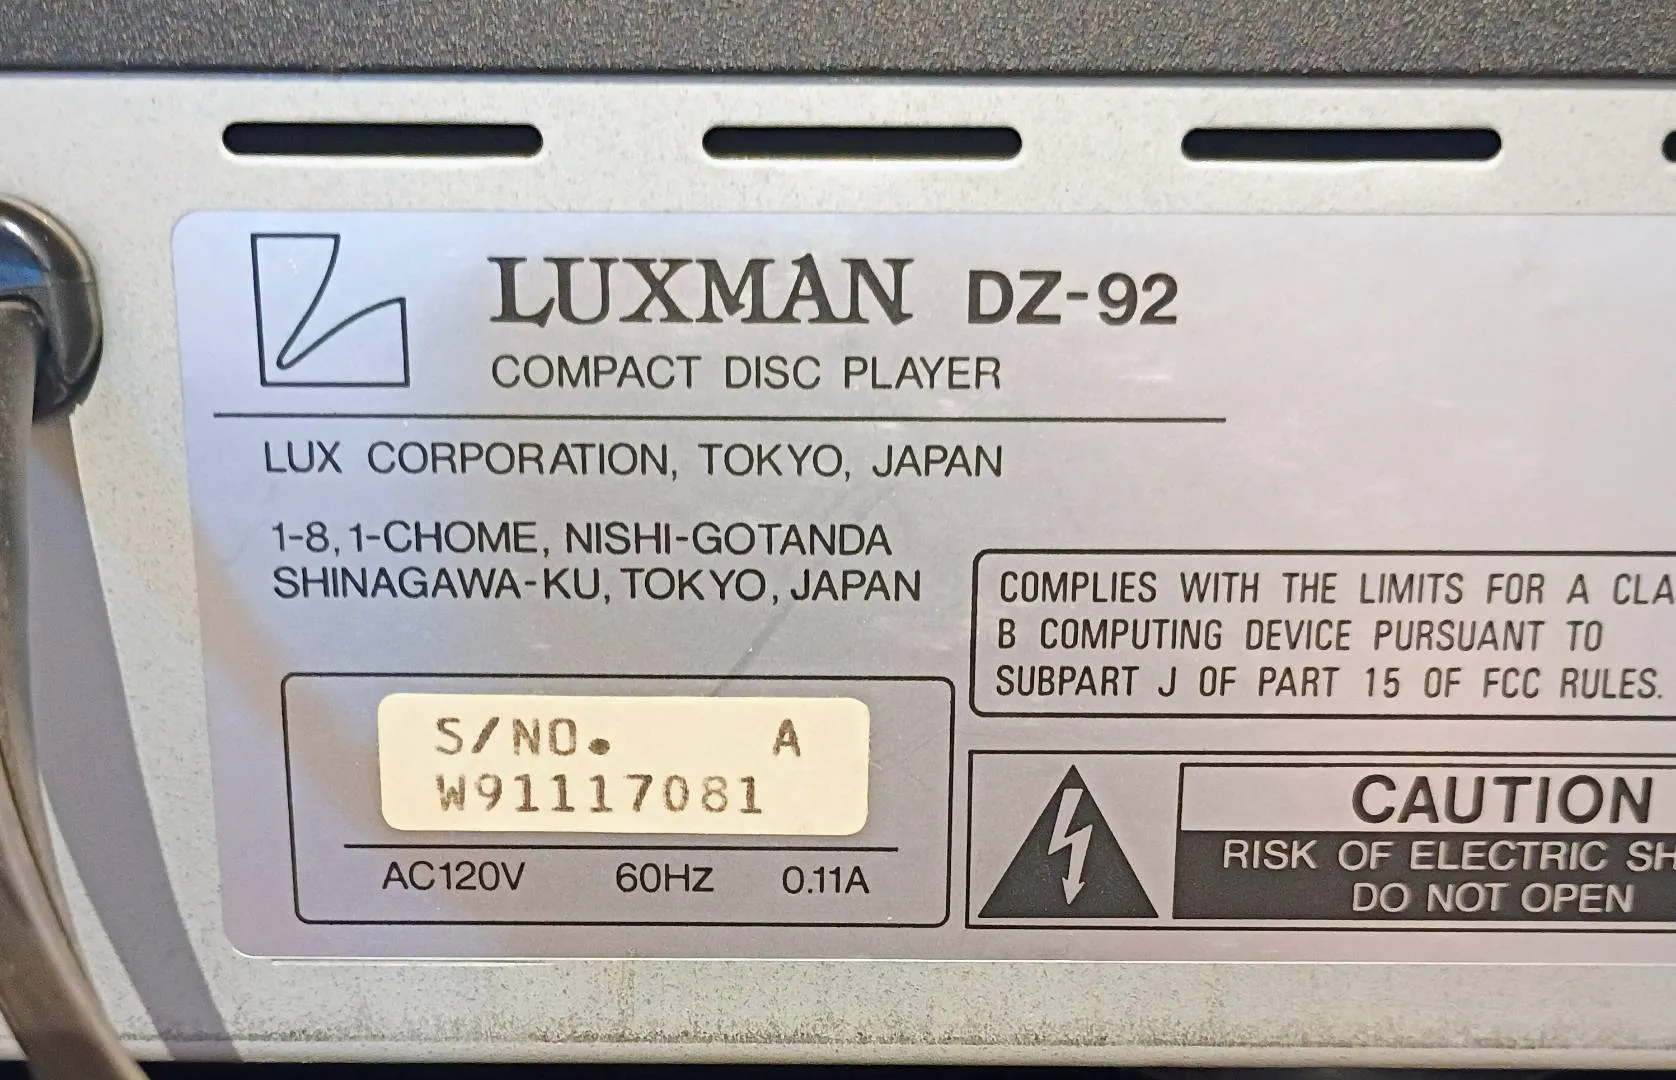 LUXMAN DZ-92
COMPACT DISC PLAYER
LUX CORPORATION, TOKYO, JAPAN
1-8, 1-CHOME, NISHI-GOTANDA
SHINAGAWA-KU, TOKYO, JAPAN
COMPLIES WITH THE LIMITS FOR A CLA
B COMPUTING DEVICE PURSUANT TO
SUBPART J OF PART 15 OF FCC RULES.
S/NO. A
W91117081
AC120V 60Hz 0.11A
CAUTION
RISK OF ELECTRIC SH
DO NOT OPEN